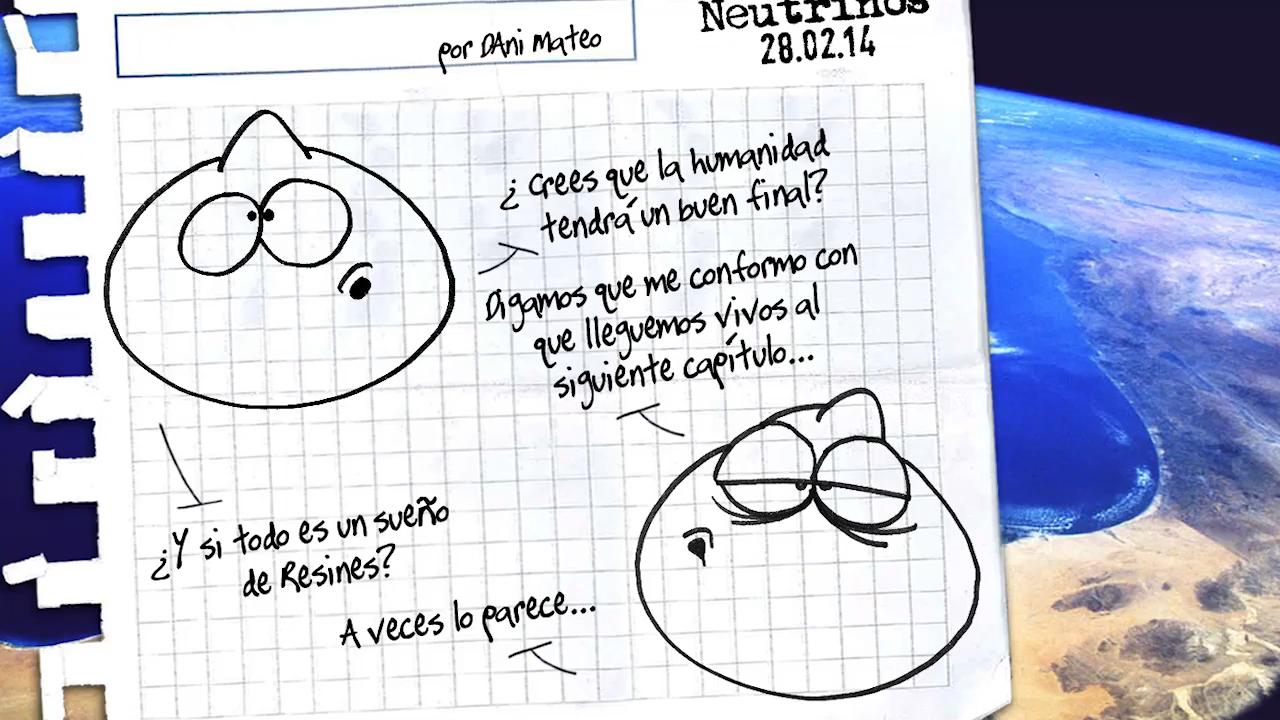 por DAni Mateo
Neutrinos
28.02.14
¿Crees que la humanidad
tendrá un buen final?
Digamos que me conformo con
que lleguemos vivos al
siguiente capítulo...
¿Y si todo es un sueño
de Resines?
A veces lo parece...